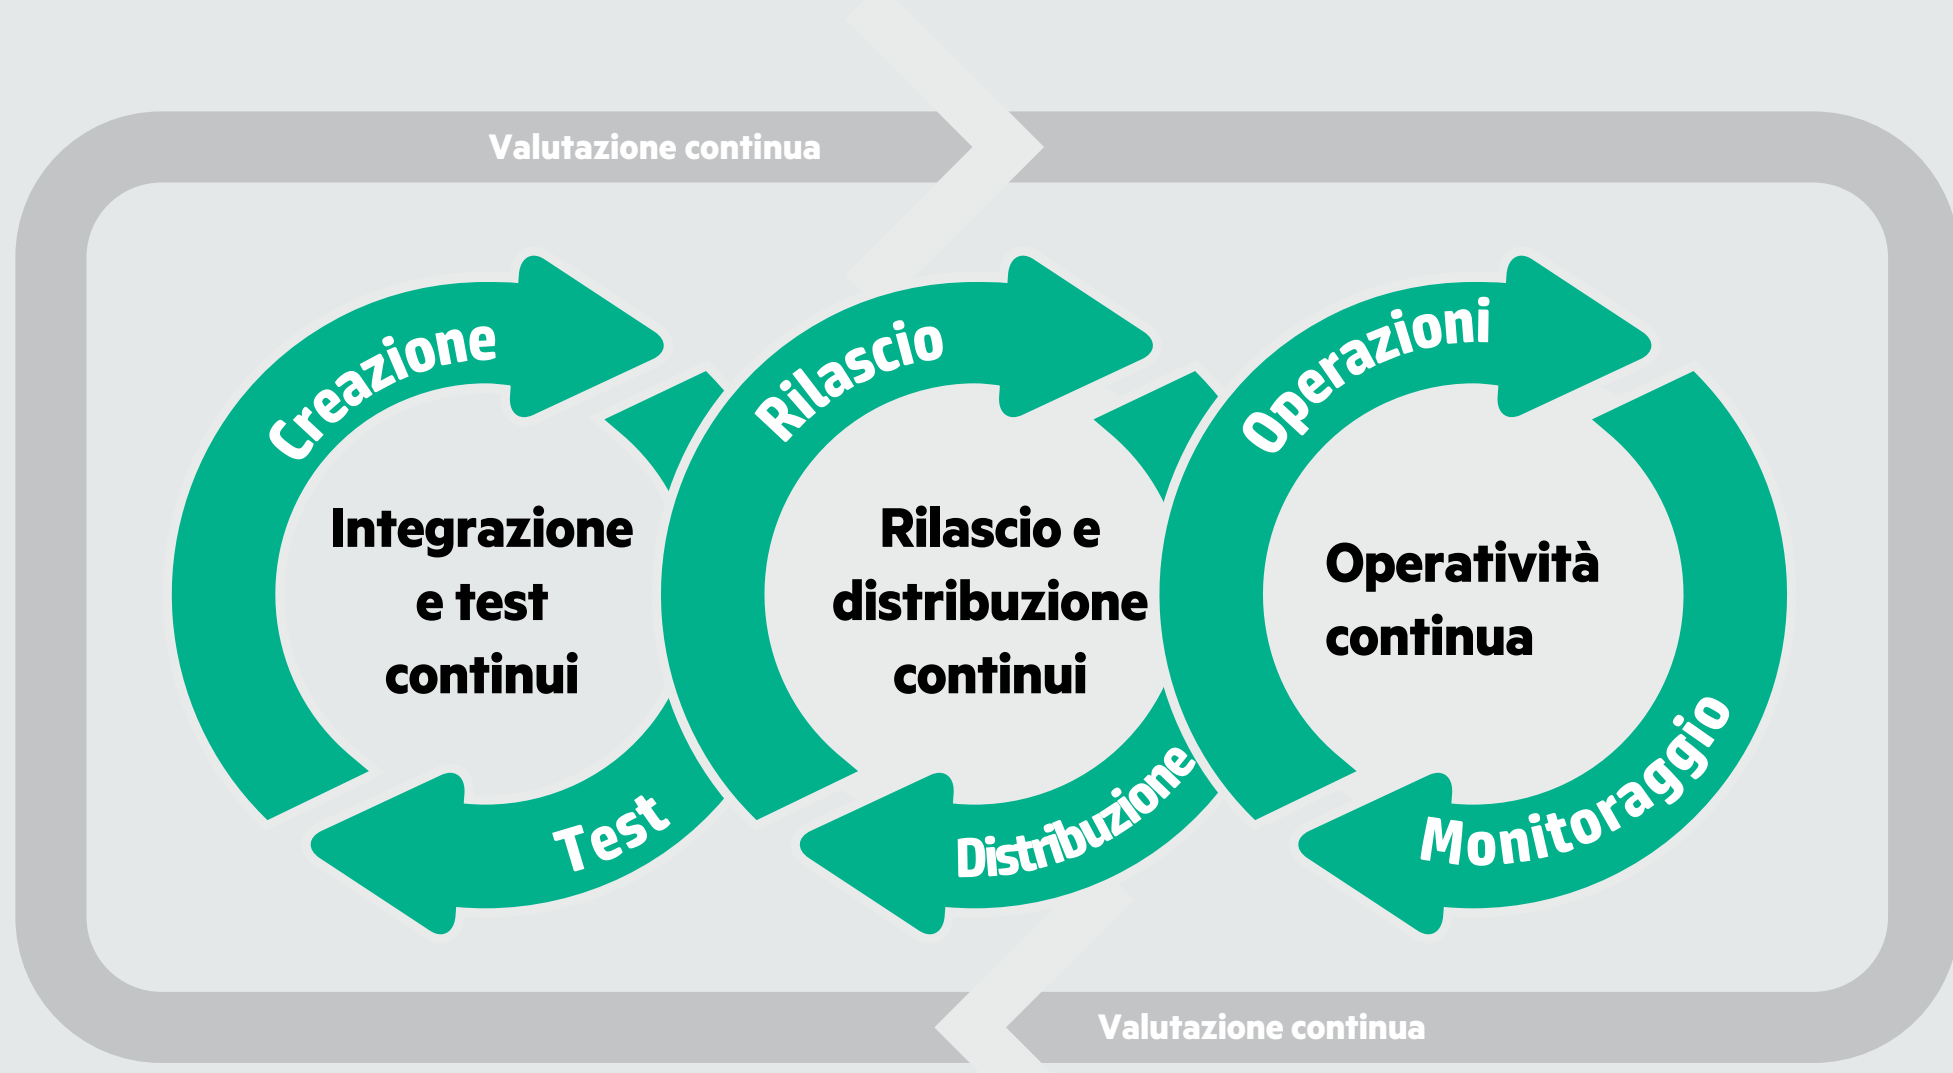 Valutazione continua
Creazione
Rilascio
Operazioni
Integrazione
e test
continui
Rilascio e
distribuzione
continui
Operatività
continua
Test
Distribuzione
Monitoraggio
Valutazione continua